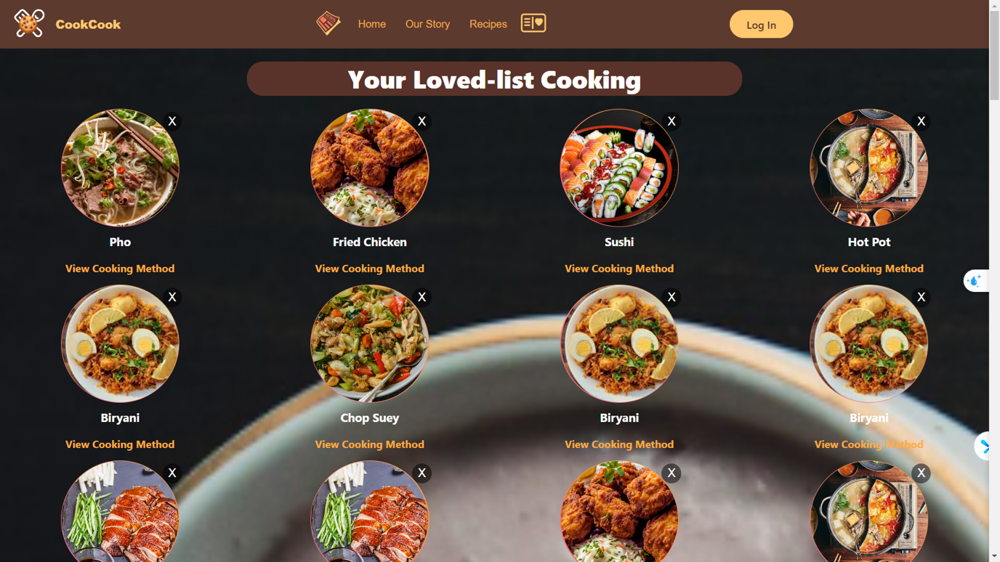 CookCook Home Our Story Recipes Log In
Your Loved-list Cooking
X X X X
Pho Fried Chicken Sushi Hot Pot
View Cooking Method View Cooking Method View Cooking Method View Cooking Method
X X X X
Biryani Chop Suey Biryani Biryani
View Cooking Method View Cooking Method View Cooking Method View Cooking Method
X X X X